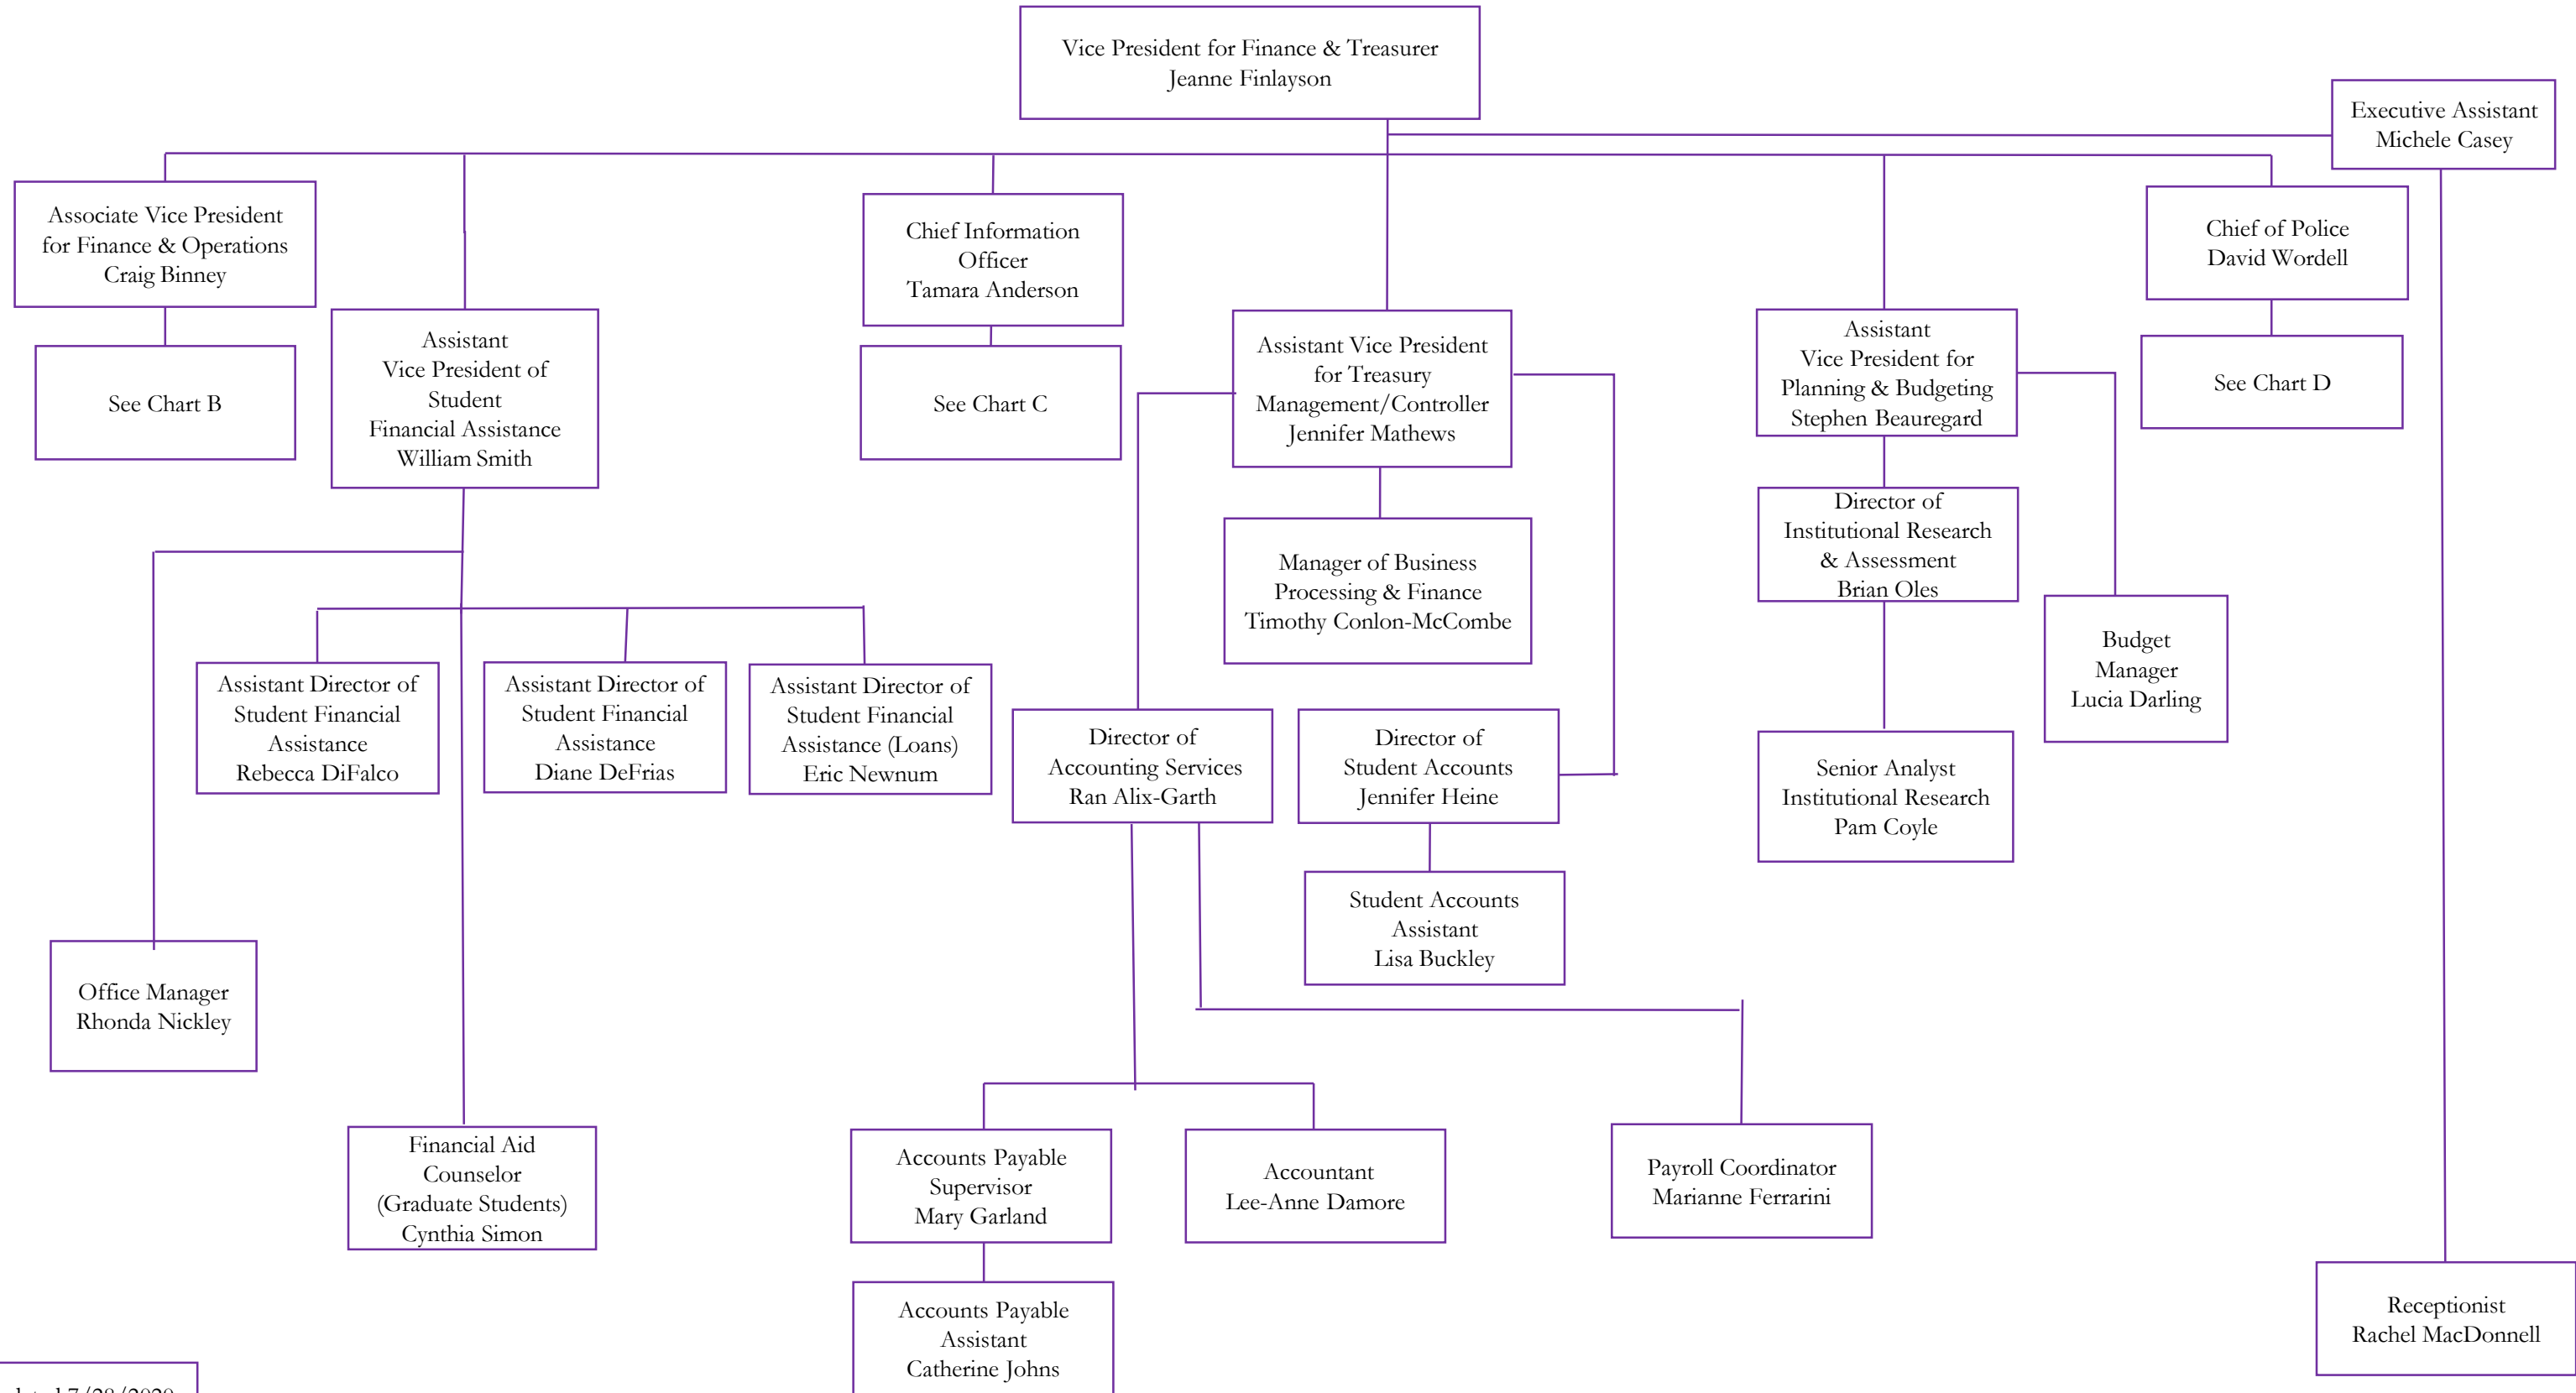 Vice President for Finance & Treasurer
Jeanne Finlayson
Executive Assistant
Michele Casey
Associate Vice President
for Finance & Operations
Craig Binney
See Chart B
Assistant
Vice President of
Student
Financial Assistance
William Smith
Chief Information
Officer
Tamara Anderson
See Chart C
Assistant Vice President
for Treasury
Management/Controller
Jennifer Mathews
Assistant
Vice President for
Planning & Budgeting
Stephen Beauregard
Chief of Police
David Wordell
See Chart D
Manager of Business
Processing & Finance
Timothy Conlon-McCombe
Director of
Institutional Research
& Assessment
Brian Oles
Budget
Manager
Lucia Darling
Assistant Director of
Student Financial
Assistance
Rebecca DiFalco
Assistant Director of
Student Financial
Assistance
Diane DeFrias
Assistant Director of
Student Financial
Assistance (Loans)
Eric Newnum
Director of
Accounting Services
Ran Alix-Garth
Director of
Student Accounts
Jennifer Heine
Senior Analyst
Institutional Research
Pam Coyle
Student Accounts
Assistant
Lisa Buckley
Office Manager
Rhonda Nickley
Financial Aid
Counselor
(Graduate Students)
Cynthia Simon
Accounts Payable
Supervisor
Mary Garland
Accountant
Lee-Anne Damore
Payroll Coordinator
Marianne Ferrarini
Accounts Payable
Assistant
Catherine Johns
Receptionist
Rachel MacDonnell
7/28/2020